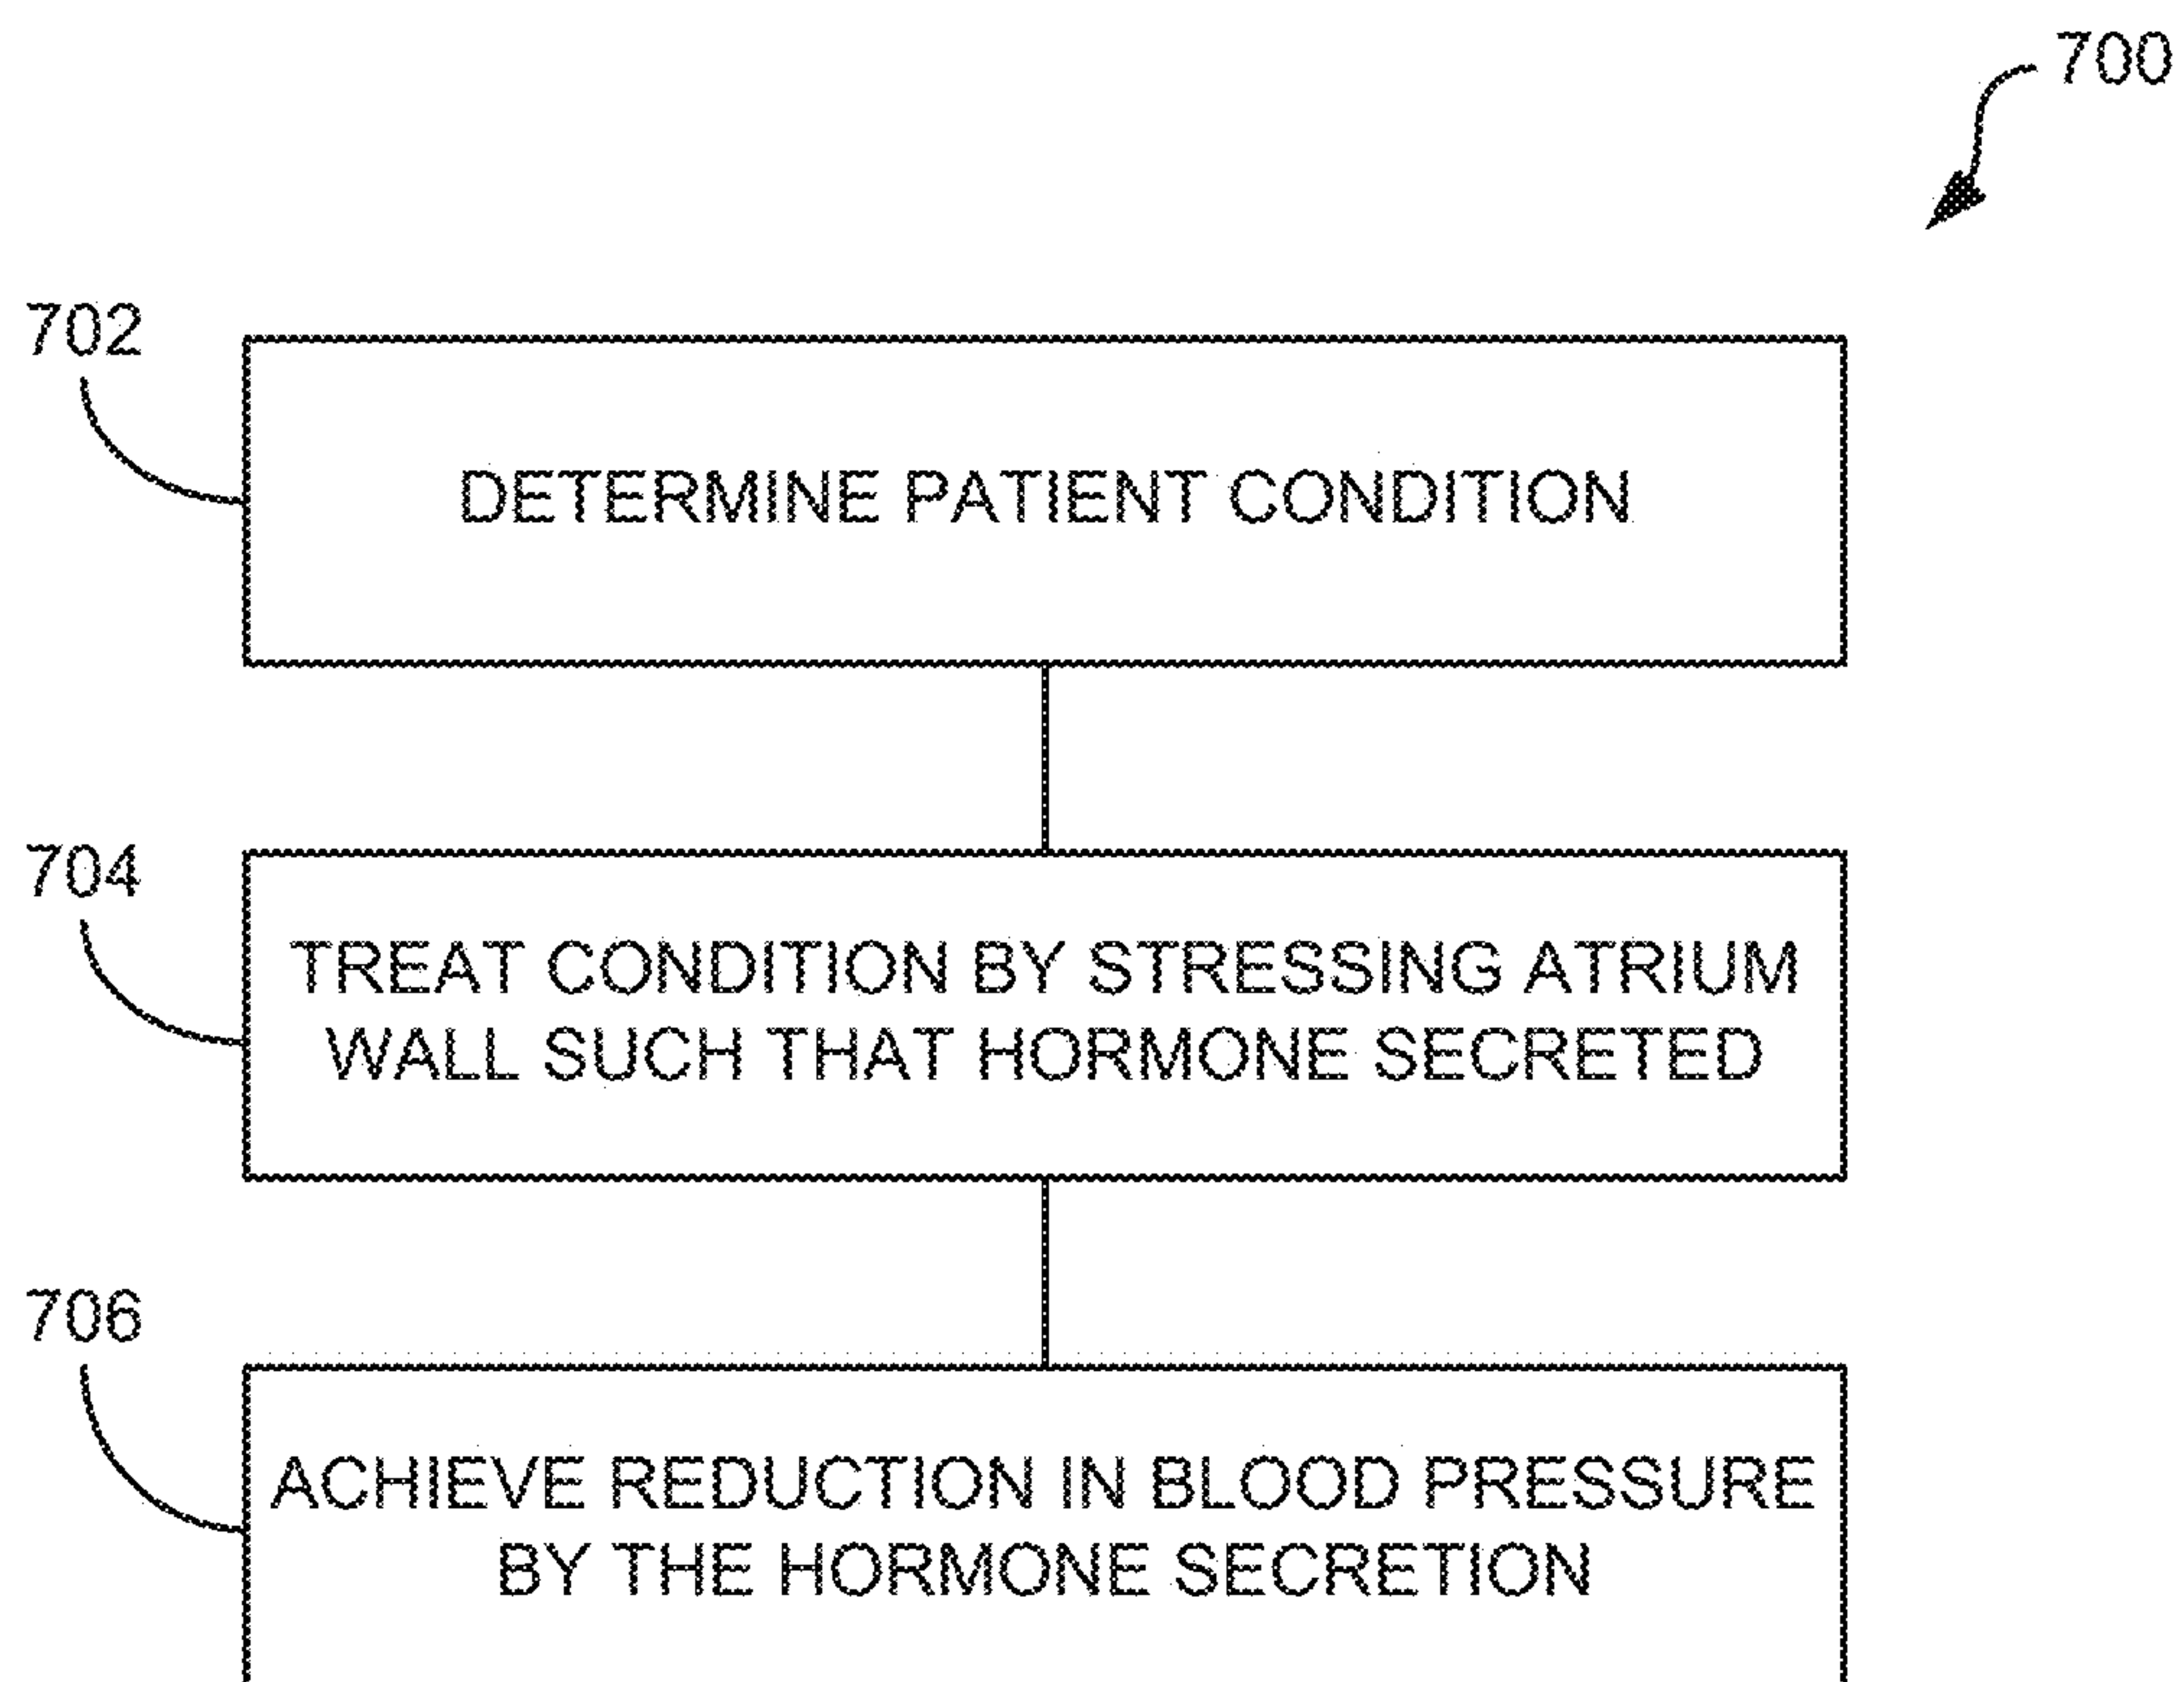 700
702
DETERMINE PATIENT CONDITION
704
TREAT CONDITION BY STRESSING ATRIUM
WALL SUCH THAT HORMONE SECRETED
706
ACHIEVE REDUCTION IN BLOOD PRESSURE
BY THE HORMONE SECRETION